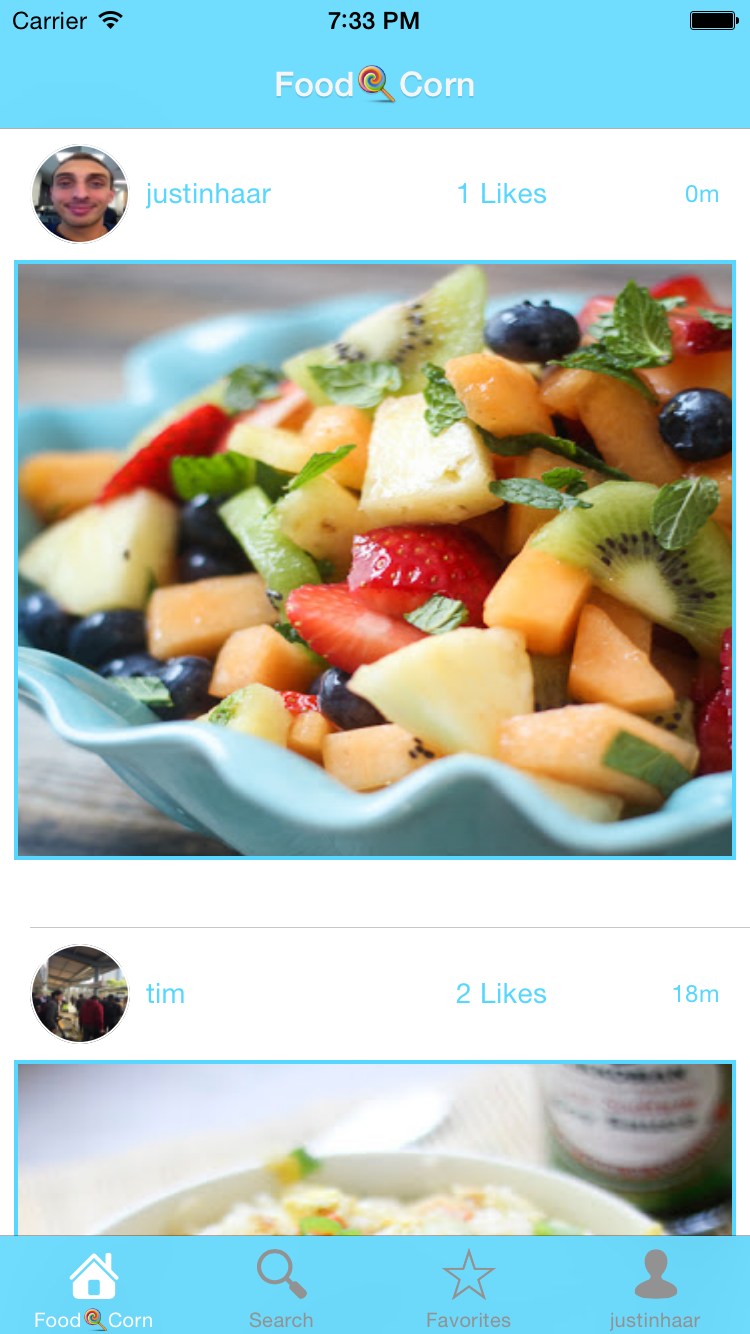 Carrier 7:33 PM
Food🍭Corn
justinhaar 1 Likes 0m
tim 2 Likes 18m
Food🍭Corn Search Favorites justinhaar